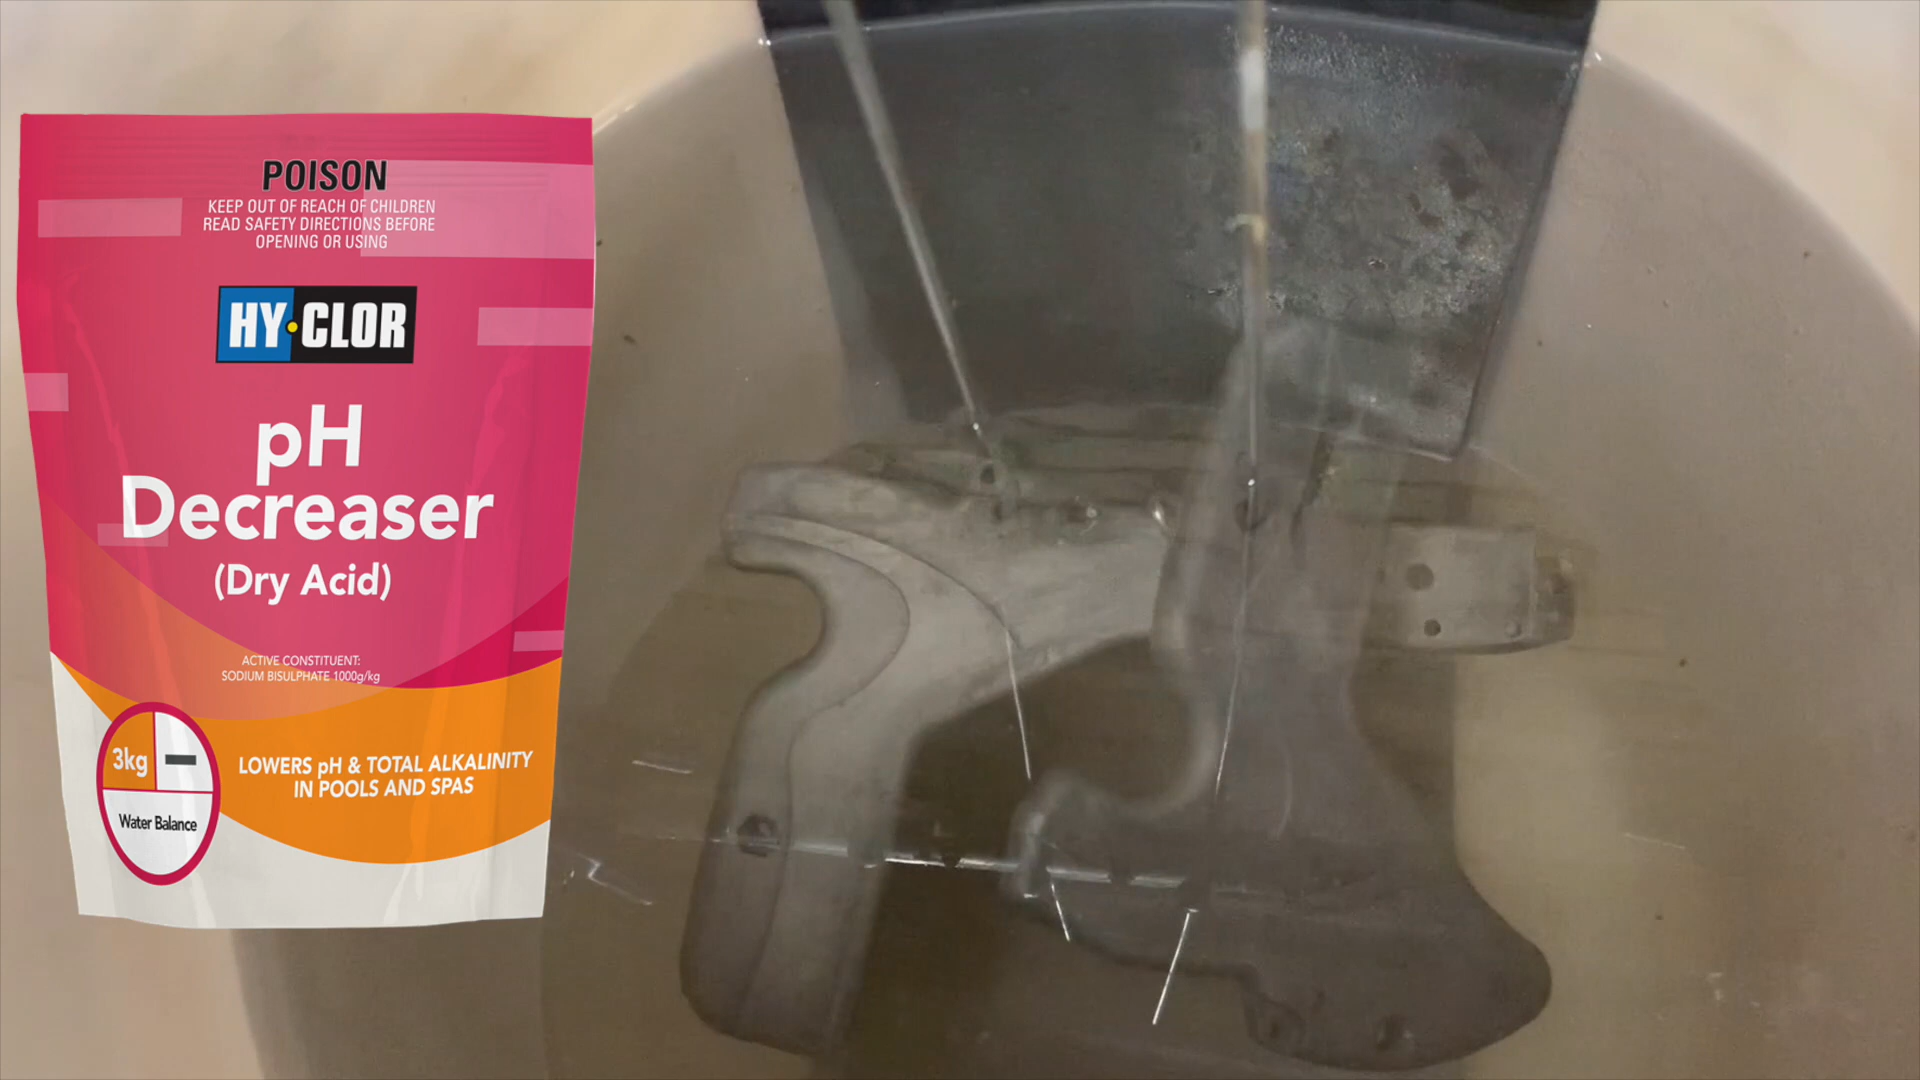 POISON
KEEP OUT OF REACH OF CHILDREN
READ SAFETY DIRECTIONS BEFORE
OPENING OR USING
HY·CLOR
pH
Decreaser
(Dry Acid)
ACTIVE CONSTITUENT:
SODIUM BISULPHATE 1000g/kg
3kg
Water Balance
LOWERS pH & TOTAL ALKALINITY
IN POOLS AND SPAS